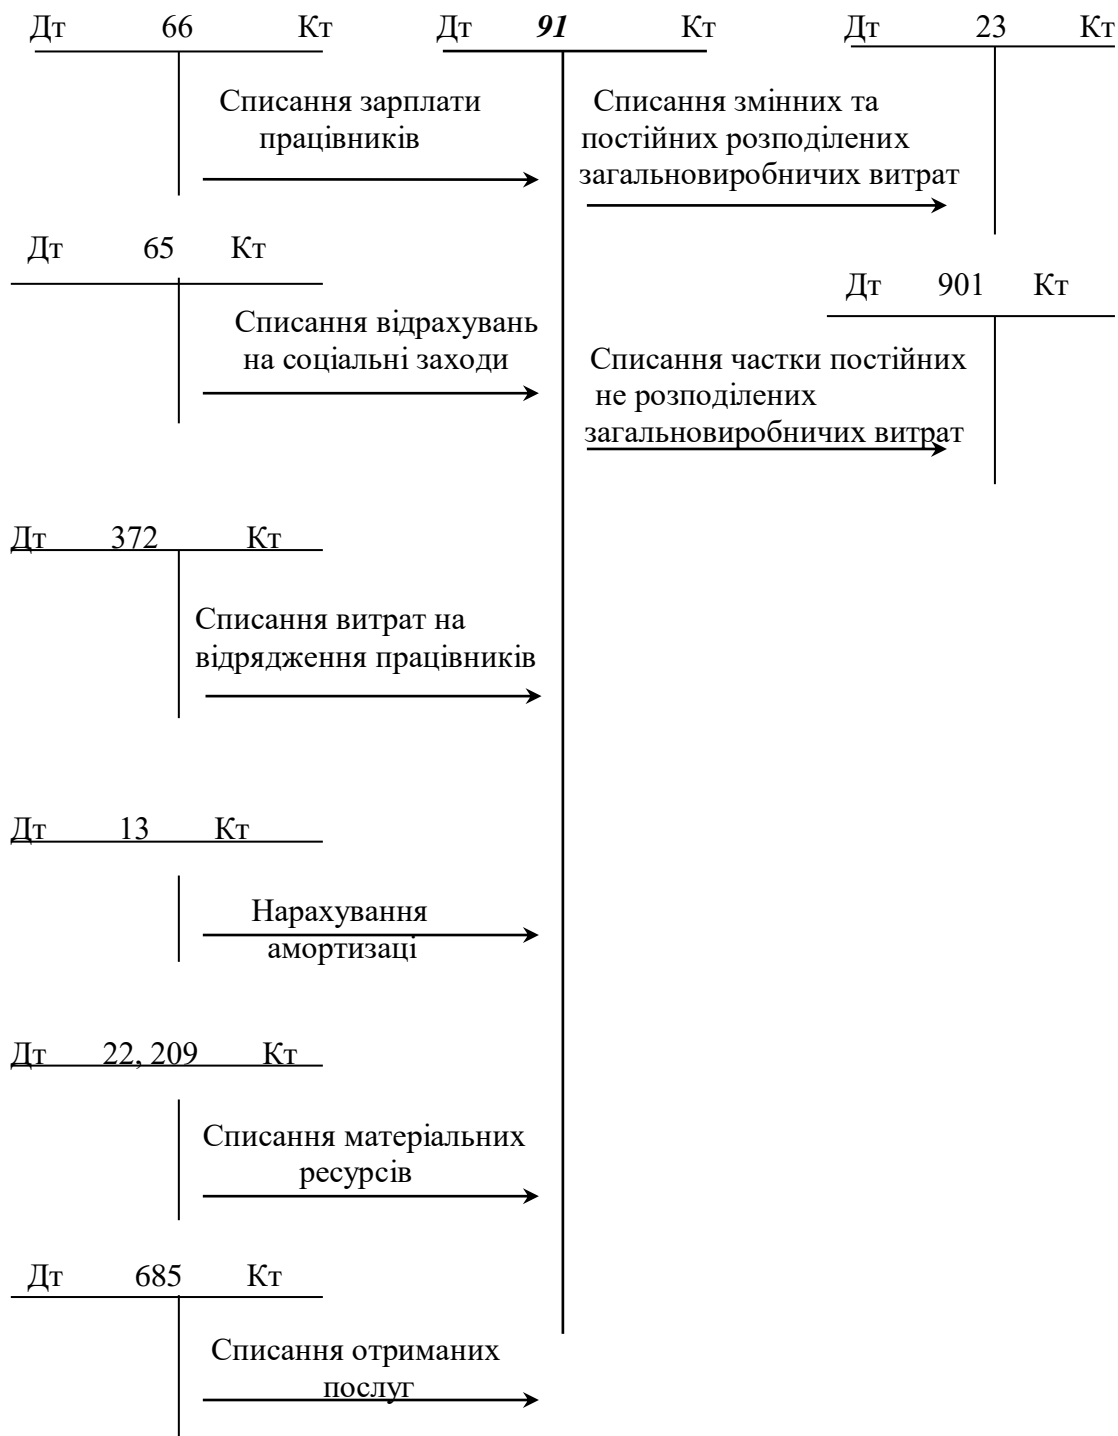 Дт 66 Кт Дт 91 Кт Дт 23 Кт
Списання зарплати
працівників
Списання змінних та
постійних розподілених
загальновиробничих витрат
Дт 65 Кт
Дт 901 Кт
Списання відрахувань
на соціальні заходи
Списання частки постійних
не розподілених
загальновиробничих витрат
Дт 372 Кт
Списання витрат на
відрядження працівників
Дт 13 Кт
Нарахування
амортизаці
Дт 22, 209 Кт
Списання матеріальних
ресурсів
Дт 685 Кт
Списання отриманих
послуг